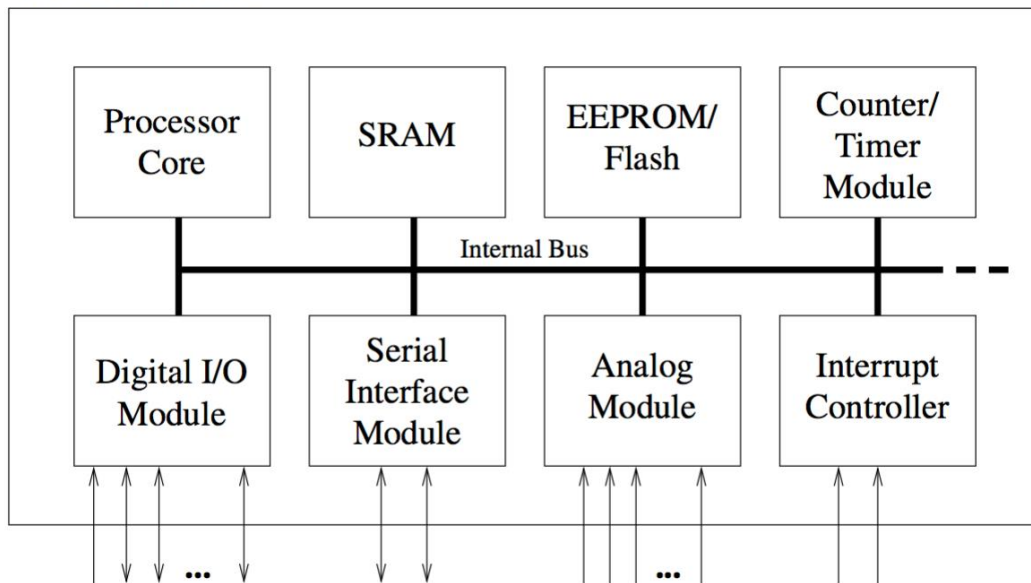 Processor
Core
SRAM
EEPROM/
Flash
Counter/
Timer
Module
Internal Bus
Digital I/O
Module
Serial
Interface
Module
Analog
Module
Interrupt
Controller
...
...